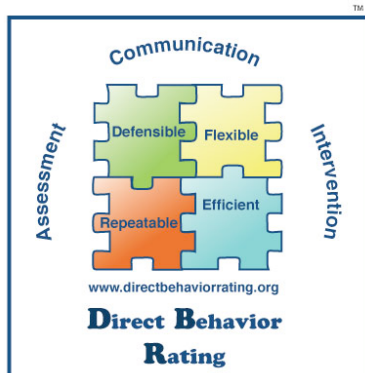 TM
Communication
Assessment
Intervention
Defensible
Flexible
Repeatable
Efficient
www.directbehaviorrating.org
Direct Behavior
Rating